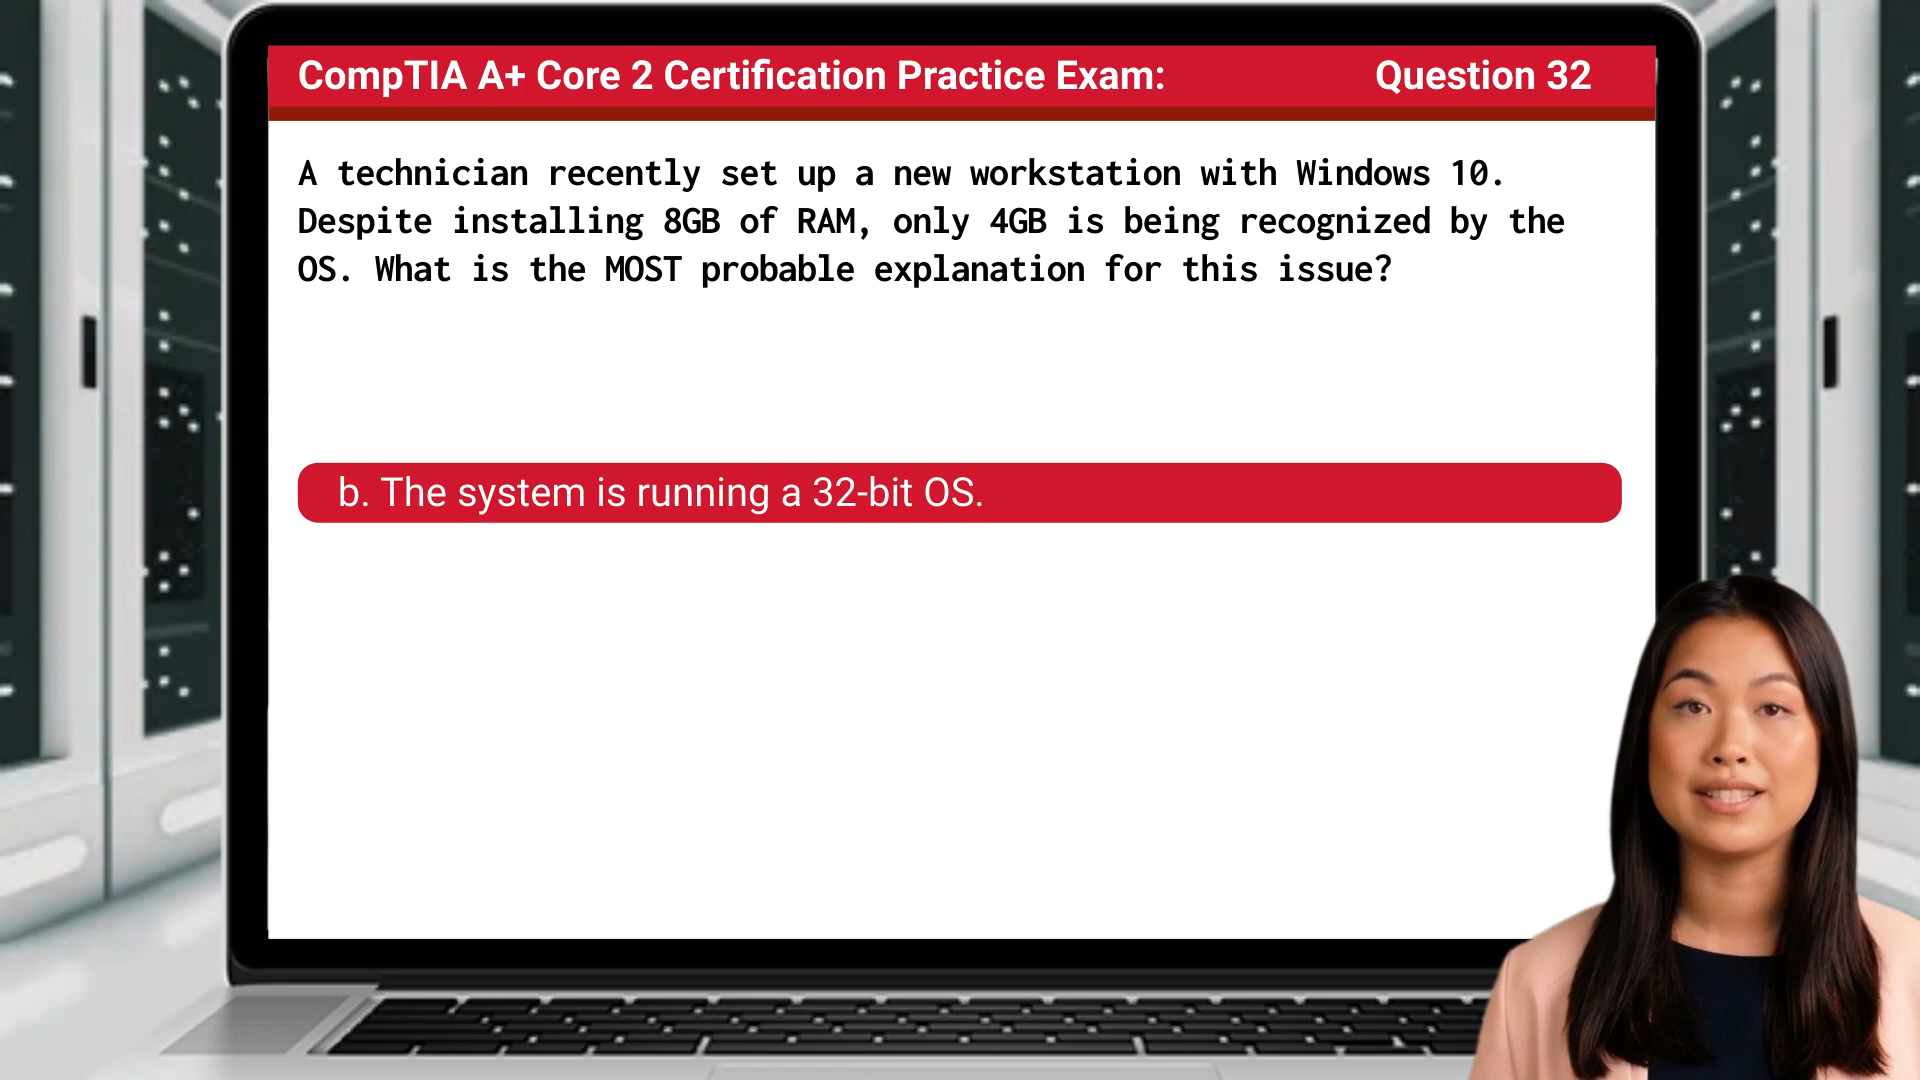 CompTIA A+ Core 2 Certification Practice Exam: Question 32
A technician recently set up a new workstation with Windows 10.
Despite installing 8GB of RAM, only 4GB is being recognized by the
OS. What is the MOST probable explanation for this issue?
b. The system is running a 32-bit OS.